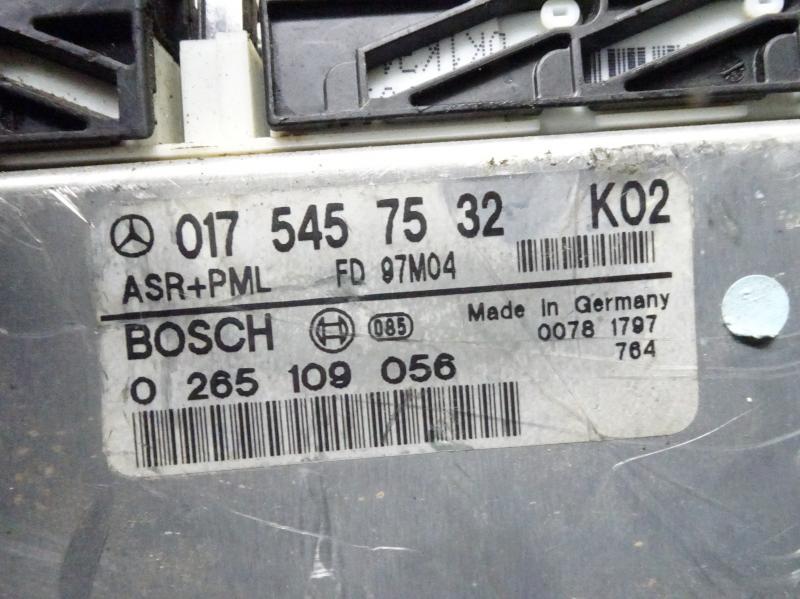 017 545 75 32 K02
ASR+PML FD 97M04
BOSCH 085 Made in Germany
0 265 109 056 0078 1797
764